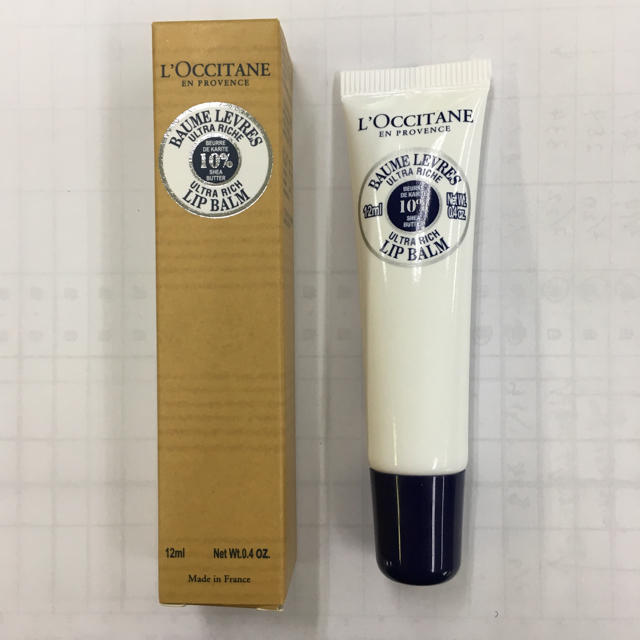 L'OCCITANE
EN PROVENCE
BAUME LEVRES
ULTRA RICHE
BEURRE
DE KARITE
10%
SHEA
BUTTER
ULTRA RICH
LIP BALM
12ml Net Wt.0.4 OZ.
Made in France
L'OCCITANE
EN PROVENCE
BAUME LEVRES
ULTRA RICHE
12ml
BEURRE
DE KARITE
10%
SHEA
BUTTER
Net Wt.
0.4 oz.
ULTRA RICH
LIP BALM